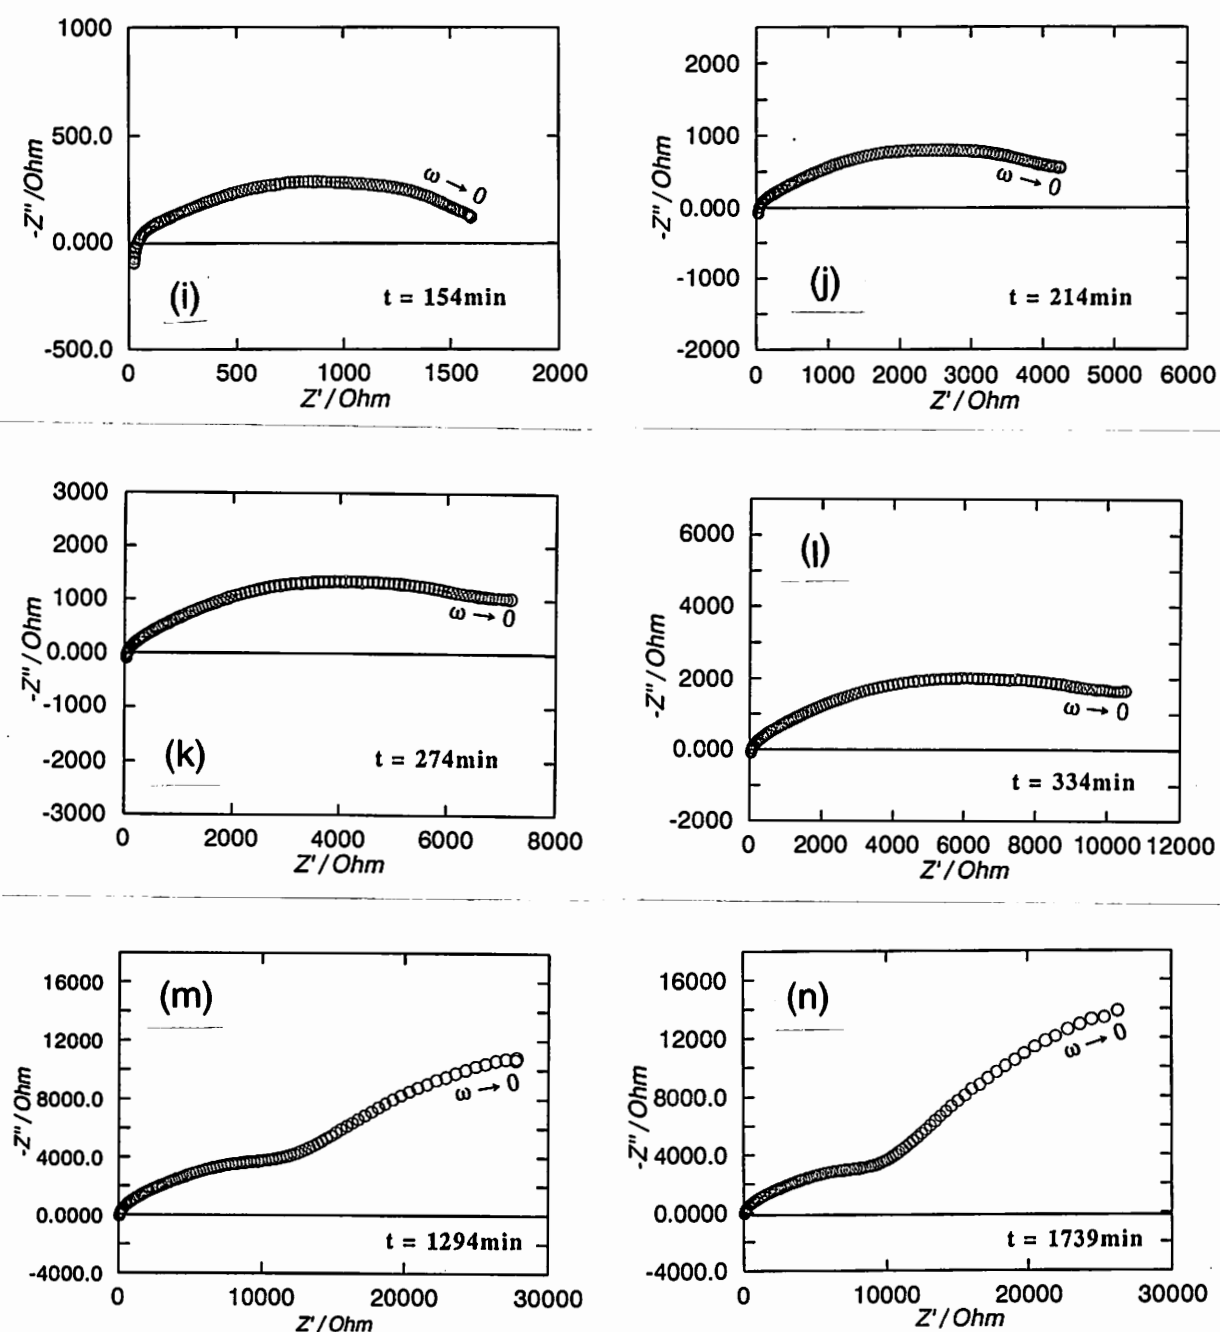 1000
500.0
0.000
-500.0
-Z"/Ohm
ω → 0
(i)
t = 154min
0 500 1000 1500 2000
Z'/Ohm
2000
1000
0.000
-1000
-2000
-Z"/Ohm
ω → 0
(j)
t = 214min
0 1000 2000 3000 4000 5000 6000
Z'/Ohm
3000
2000
1000
0.000
-1000
-2000
-3000
-Z"/Ohm
ω → 0
(k)
t = 274min
0 2000 4000 6000 8000
Z'/Ohm
6000
4000
2000
0.000
-2000
-Z"/Ohm
(l)
ω → 0
t = 334min
0 2000 4000 6000 8000 10000 12000
Z'/Ohm
16000
12000
8000.0
4000.0
0.0000
-4000.0
-Z"/Ohm
(m)
ω → 0
t = 1294min
0 10000 20000 30000
Z'/Ohm
16000
12000
8000.0
4000.0
0.0000
-4000.0
-Z"/Ohm
(n)
ω → 0
t = 1739min
0 10000 20000 30000
Z'/Ohm